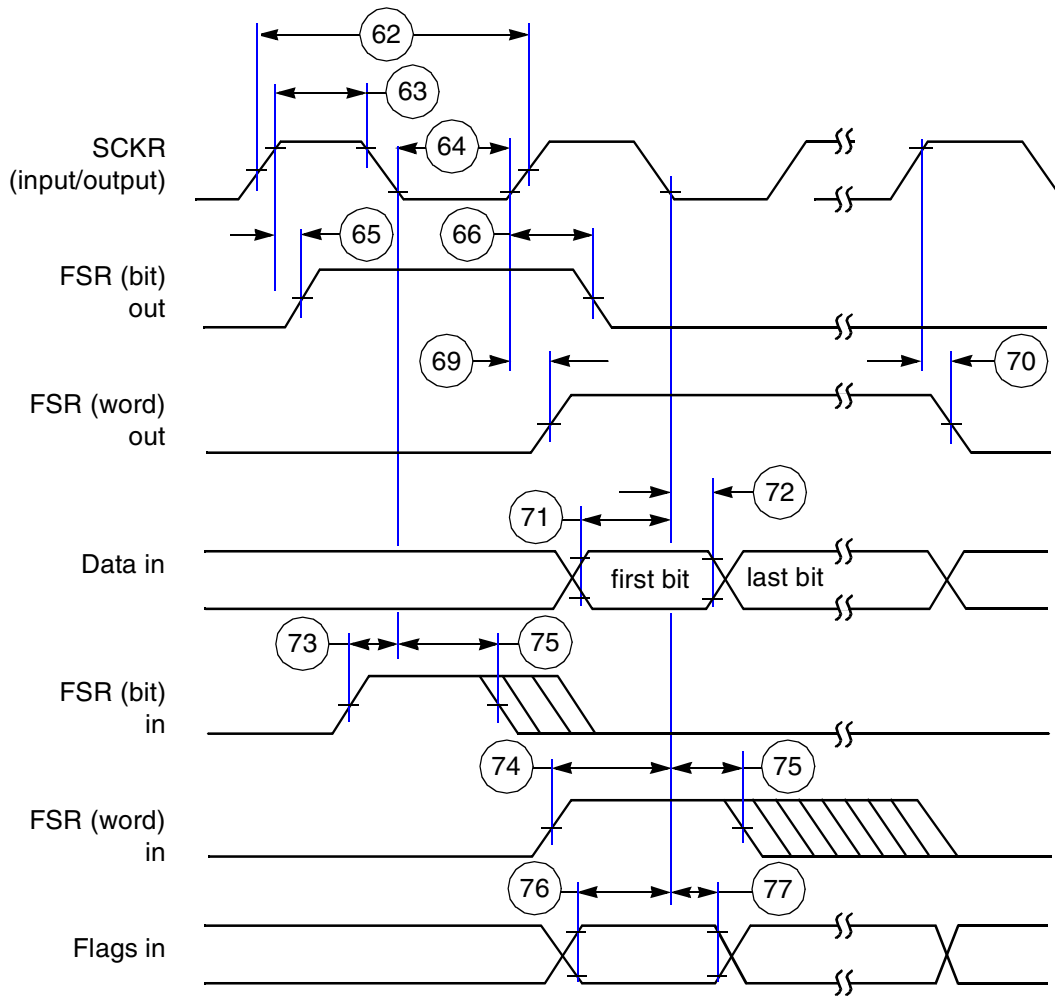 62
63
SCKR
(input/output)
64
65
66
FSR (bit)
out
69
70
FSR (word)
out
71
72
Data in
first bit
last bit
73
75
FSR (bit)
in
74
75
FSR (word)
in
76
77
Flags in